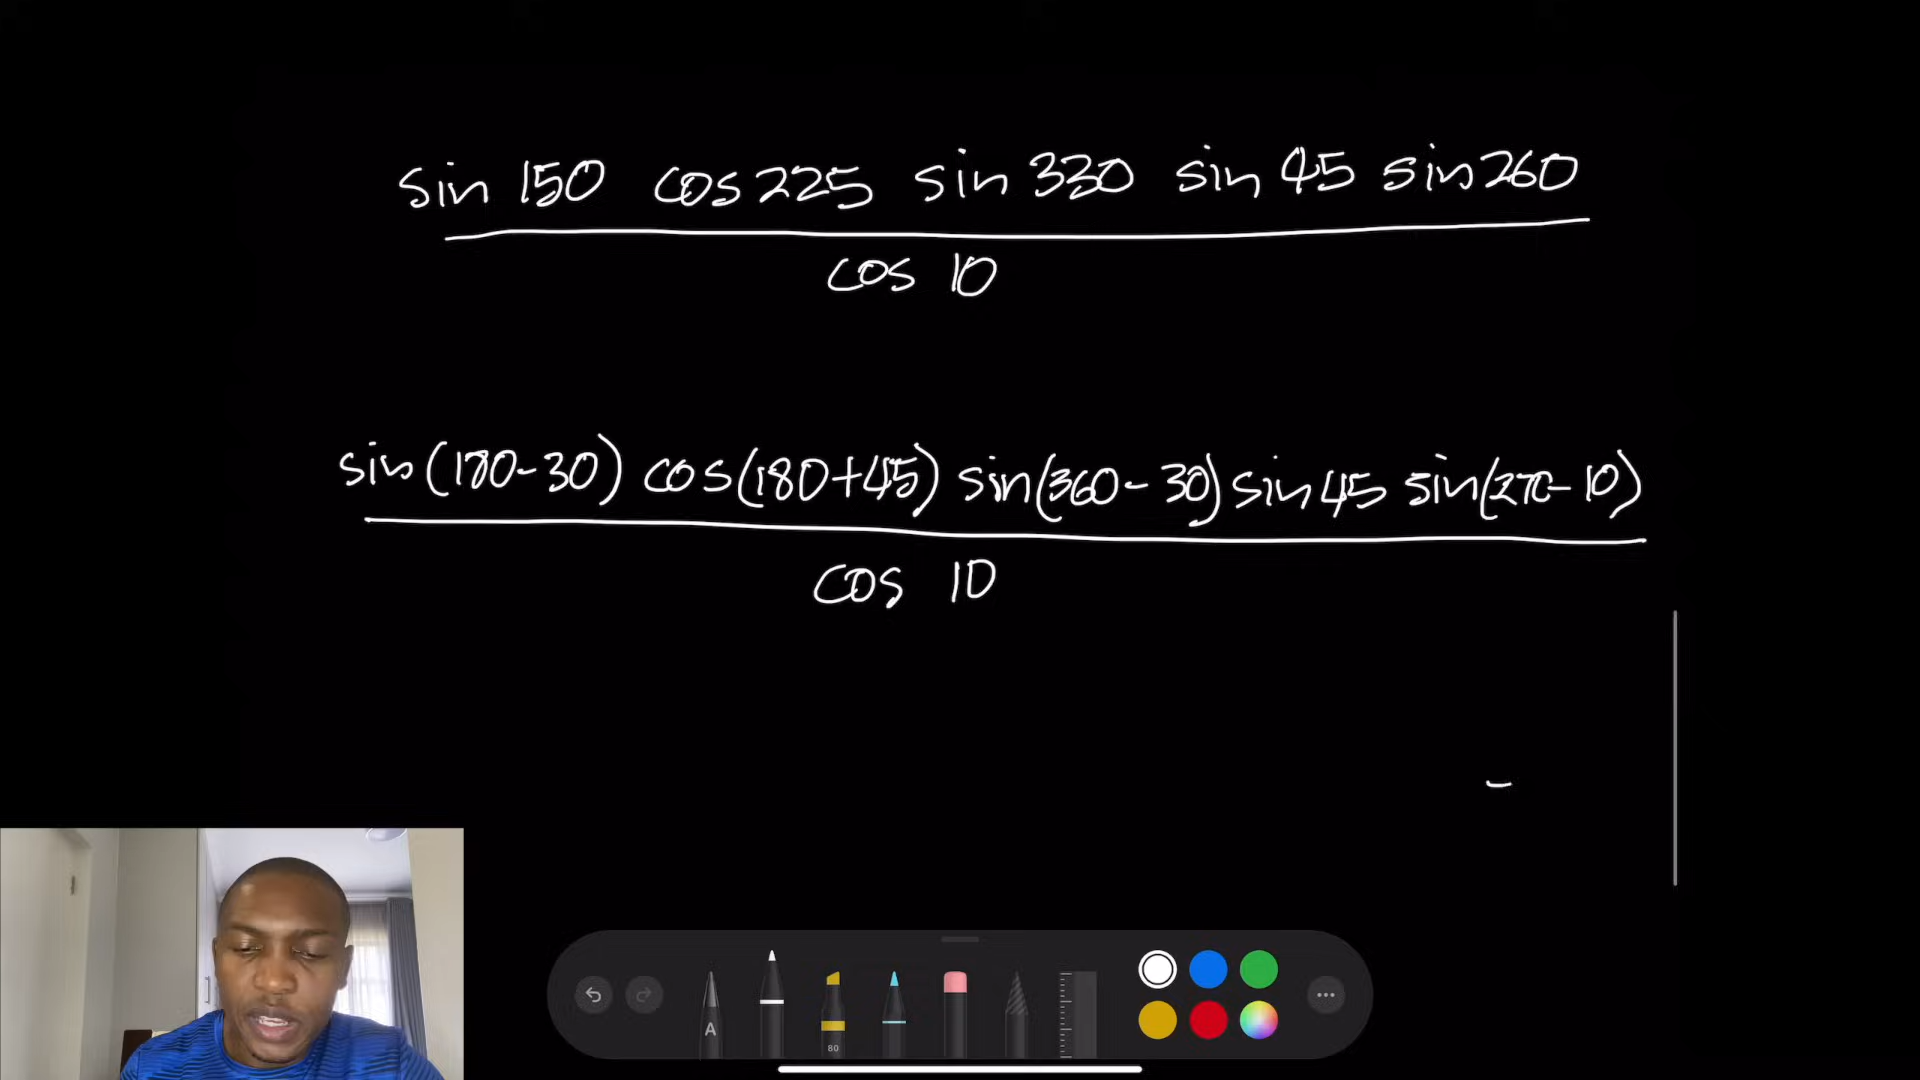 sin 150 cos 225 sin 330 sin 45 sin 260
cos 10
sin(180-30) cos(180+45) sin(360-30) sin 45 sin(270-10)
cos 10
-
A
80